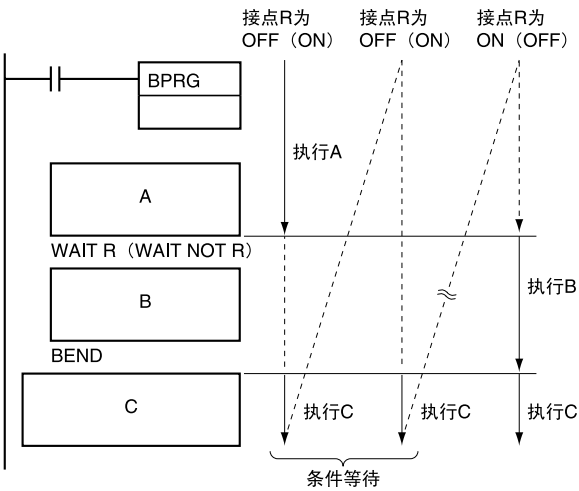 接点R为
OFF（ON）
接点R为
OFF（ON）
接点R为
ON（OFF）
BPRG
执行A
A
WAIT R（WAIT NOT R）
B
执行B
BEND
C
执行C
执行C
执行C
条件等待